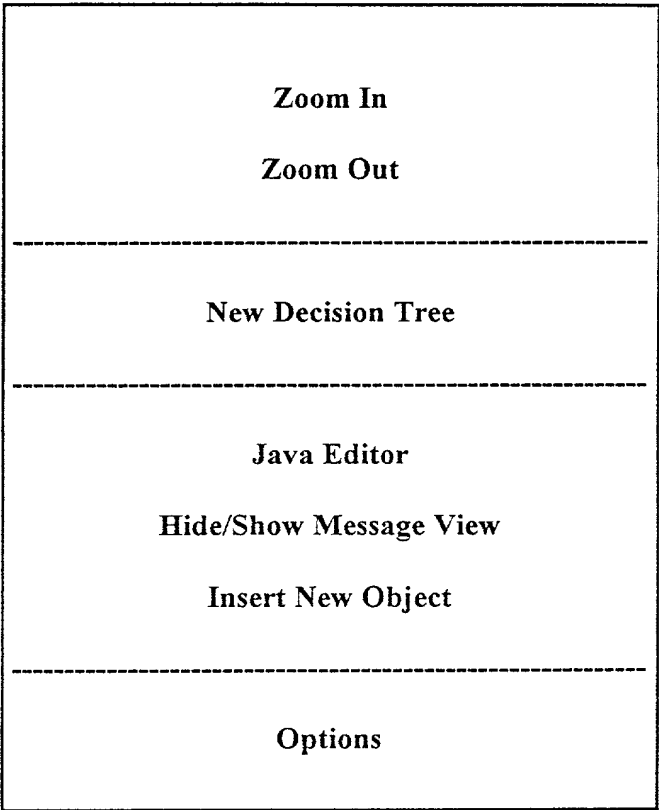 Zoom In
Zoom Out
New Decision Tree
Java Editor
Hide/Show Message View
Insert New Object
Options